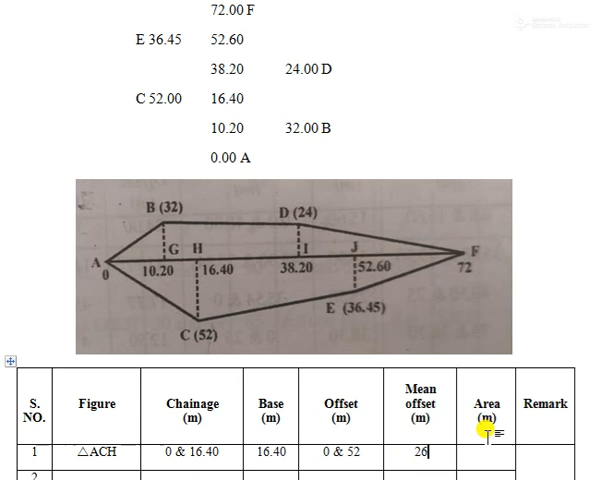 72.00 F
E 36.45 52.60
38.20 24.00 D
C 52.00 16.40
10.20 32.00 B
0.00 A
B (32) D (24)
A G H I J F
0 10.20 16.40 38.20 52.60 72
E (36.45)
C (52)
S. NO. Figure Chainage (m) Base (m) Offset (m) Mean offset (m) Area (m) Remark
1 △ACH 0 & 16.40 16.40 0 & 52 26
2